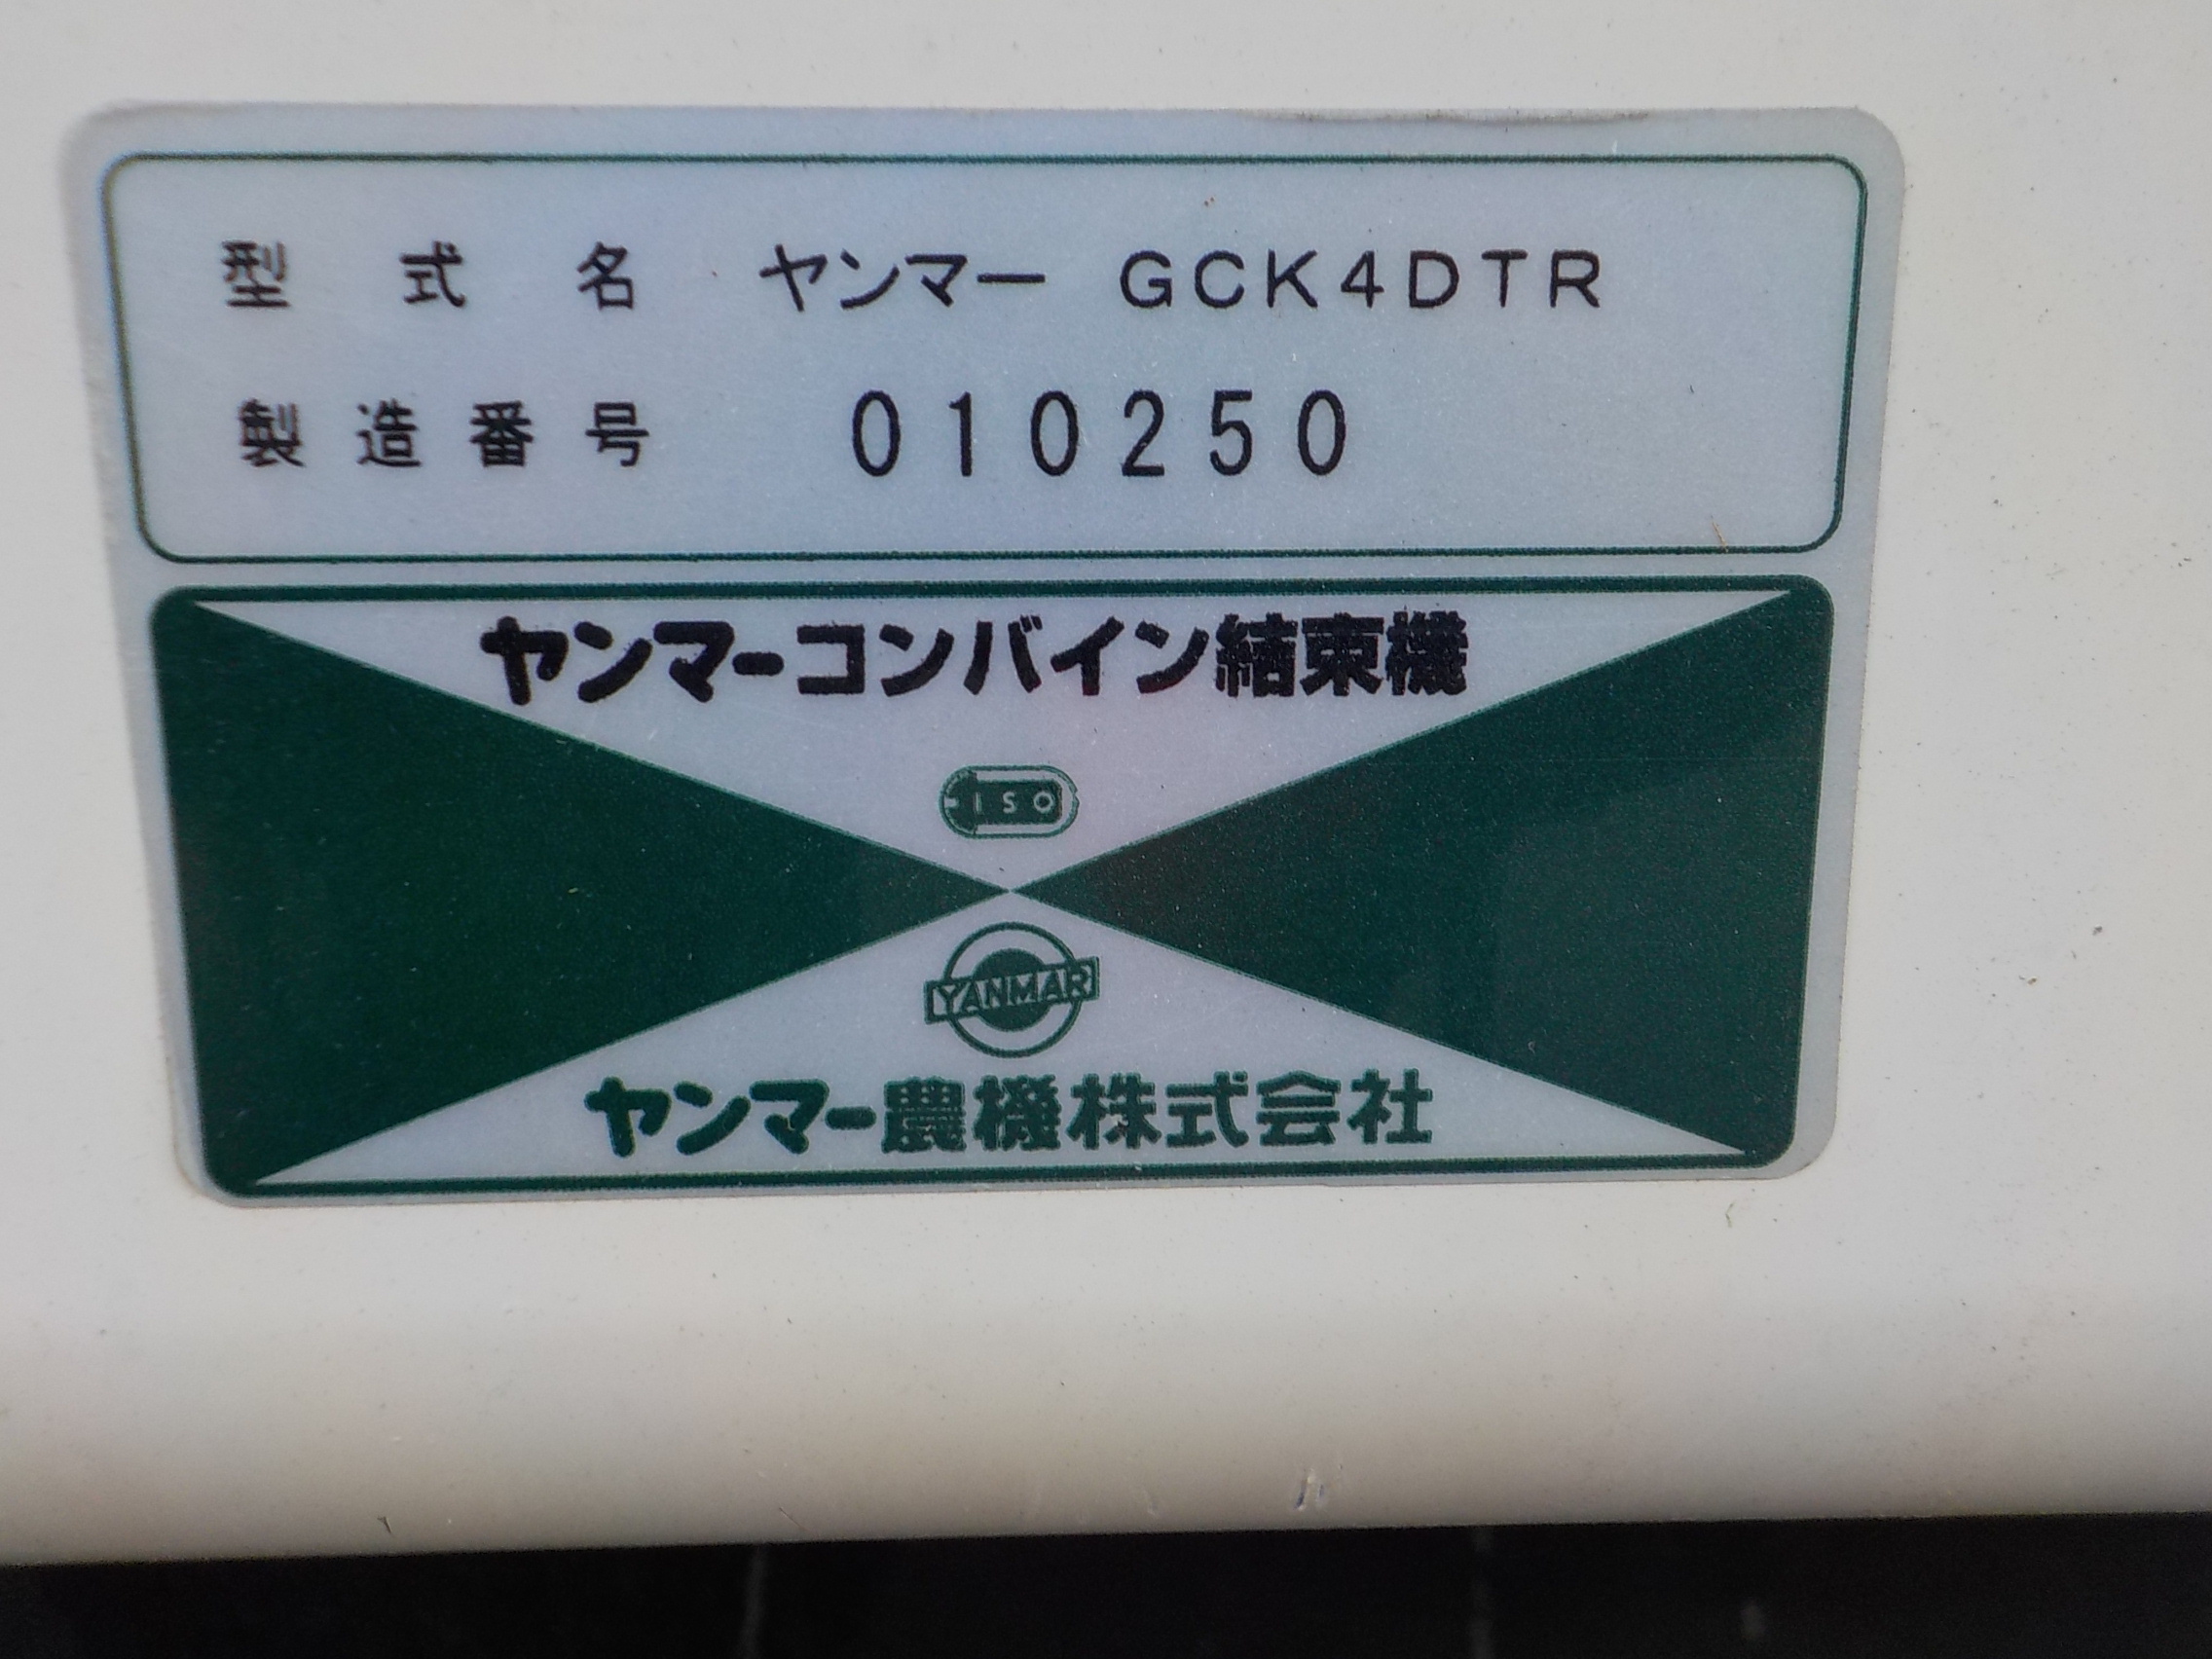 型式名 ヤンマー GCK4DTR
製造番号 010250
ヤンマーコンバイン結束機
ISO
YANMAR
ヤンマー農機株式会社